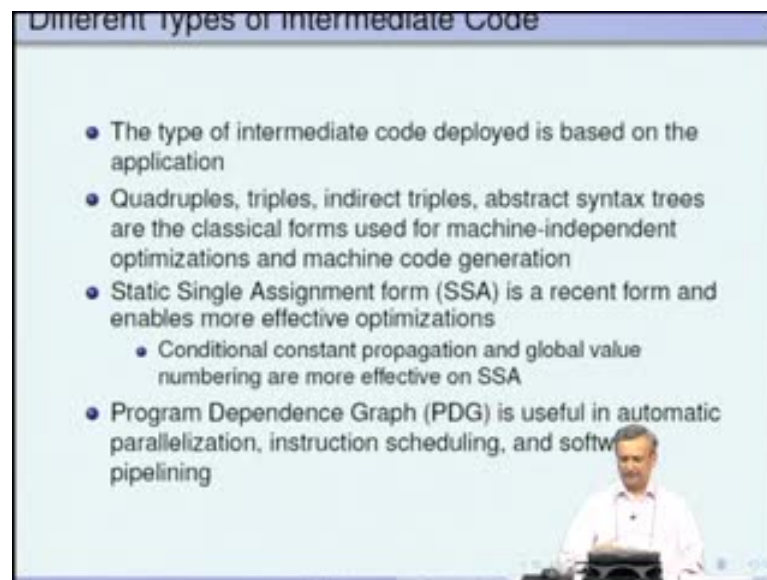 Different Types of Intermediate Code
The type of intermediate code deployed is based on the
application
Quadruples, triples, indirect triples, abstract syntax trees
are the classical forms used for machine-independent
optimizations and machine code generation
Static Single Assignment form (SSA) is a recent form and
enables more effective optimizations
Conditional constant propagation and global value
numbering are more effective on SSA
Program Dependence Graph (PDG) is useful in automatic
parallelization, instruction scheduling, and
pipelining